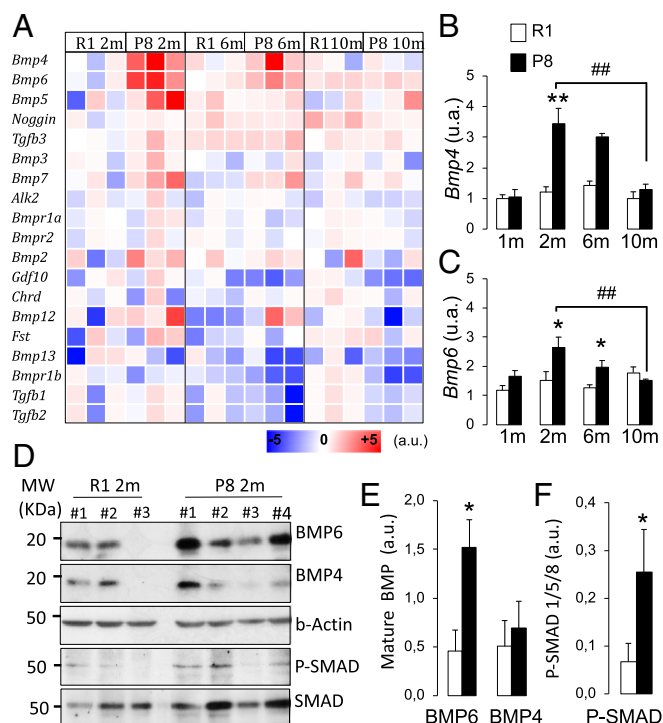 A
R1 2m P8 2m R1 6m P8 6m R110m P8 10m
Bmp4
Bmp6
Bmp5
Noggin
Tgfb3
Bmp3
Bmp7
Alk2
Bmpr1a
Bmpr2
Bmp2
Gdf10
Chrd
Bmp12
Fst
Bmp13
Bmpr1b
Tgfb1
Tgfb2
-5 0 +5 (a.u.)
B
R1
P8
Bmp4 (u.a.)
5
4
3
2
1
0
** ##
1m 2m 6m 10m
C
Bmp6 (u.a.)
5
4
3
2
1
0
* * ##
1m 2m 6m 10m
D
MW
(KDa)
R1 2m P8 2m
#1 #2 #3 #1 #2 #3 #4
20 BMP6
20 BMP4
50 b-Actin
50 P-SMAD
50 SMAD
E
Mature BMP (a.u.)
2,0
1,5
1,0
0,5
0,0
*
BMP6 BMP4
F
P-SMAD 1/5/8 (a.u.)
0,4
0,3
0,2
0,1
0,0
*
P-SMAD